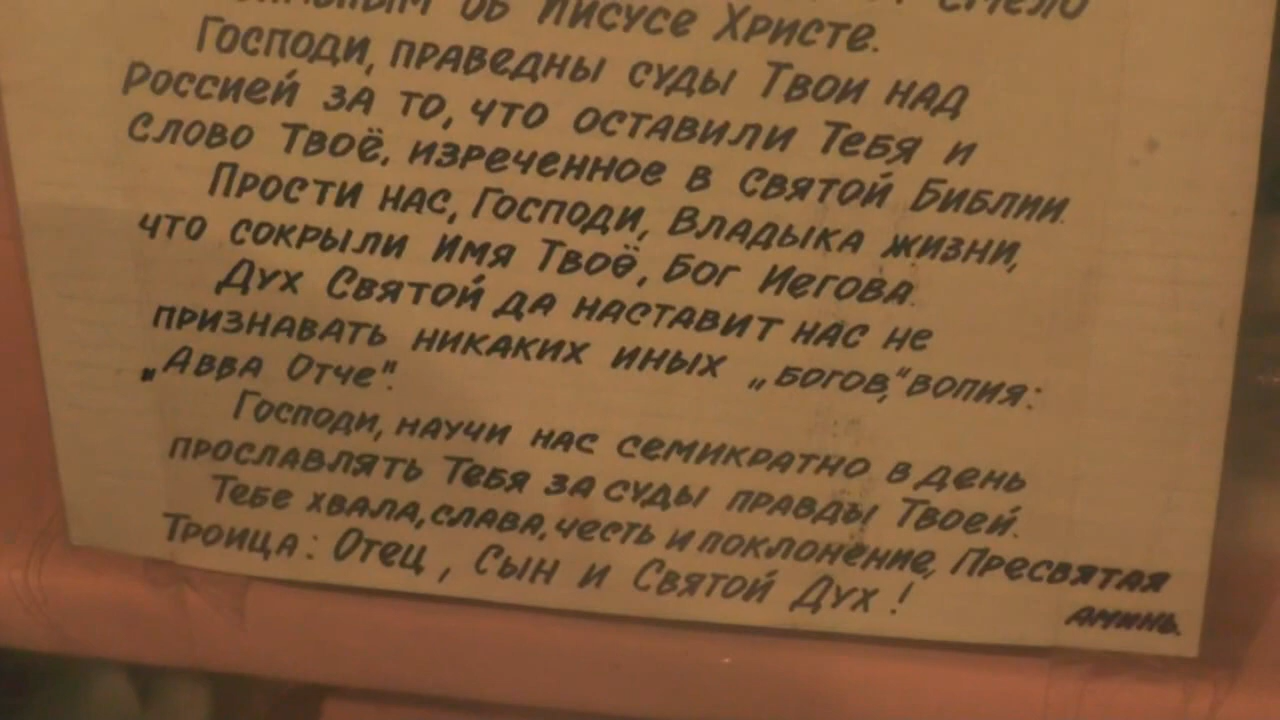 об Иисусе Христе.
Господи, праведны суды Твои над
Россией за то, что оставили Тебя и
слово Твоё, изреченное в святой Библии.
Прости нас, Господи, Владыка жизни,
что сокрыли имя Твоё, Бог Иегова.
Дух Святой да наставит нас не
признавать никаких иных „богов,“ вопия:
„Авва Отче“.
Господи, научи нас семикратно в день
прославлять Тебя за суды правды Твоей.
Тебе хвала, слава, честь и поклонение, Пресвятая
Троица: Отец, Сын и Святой Дух!
аминь.